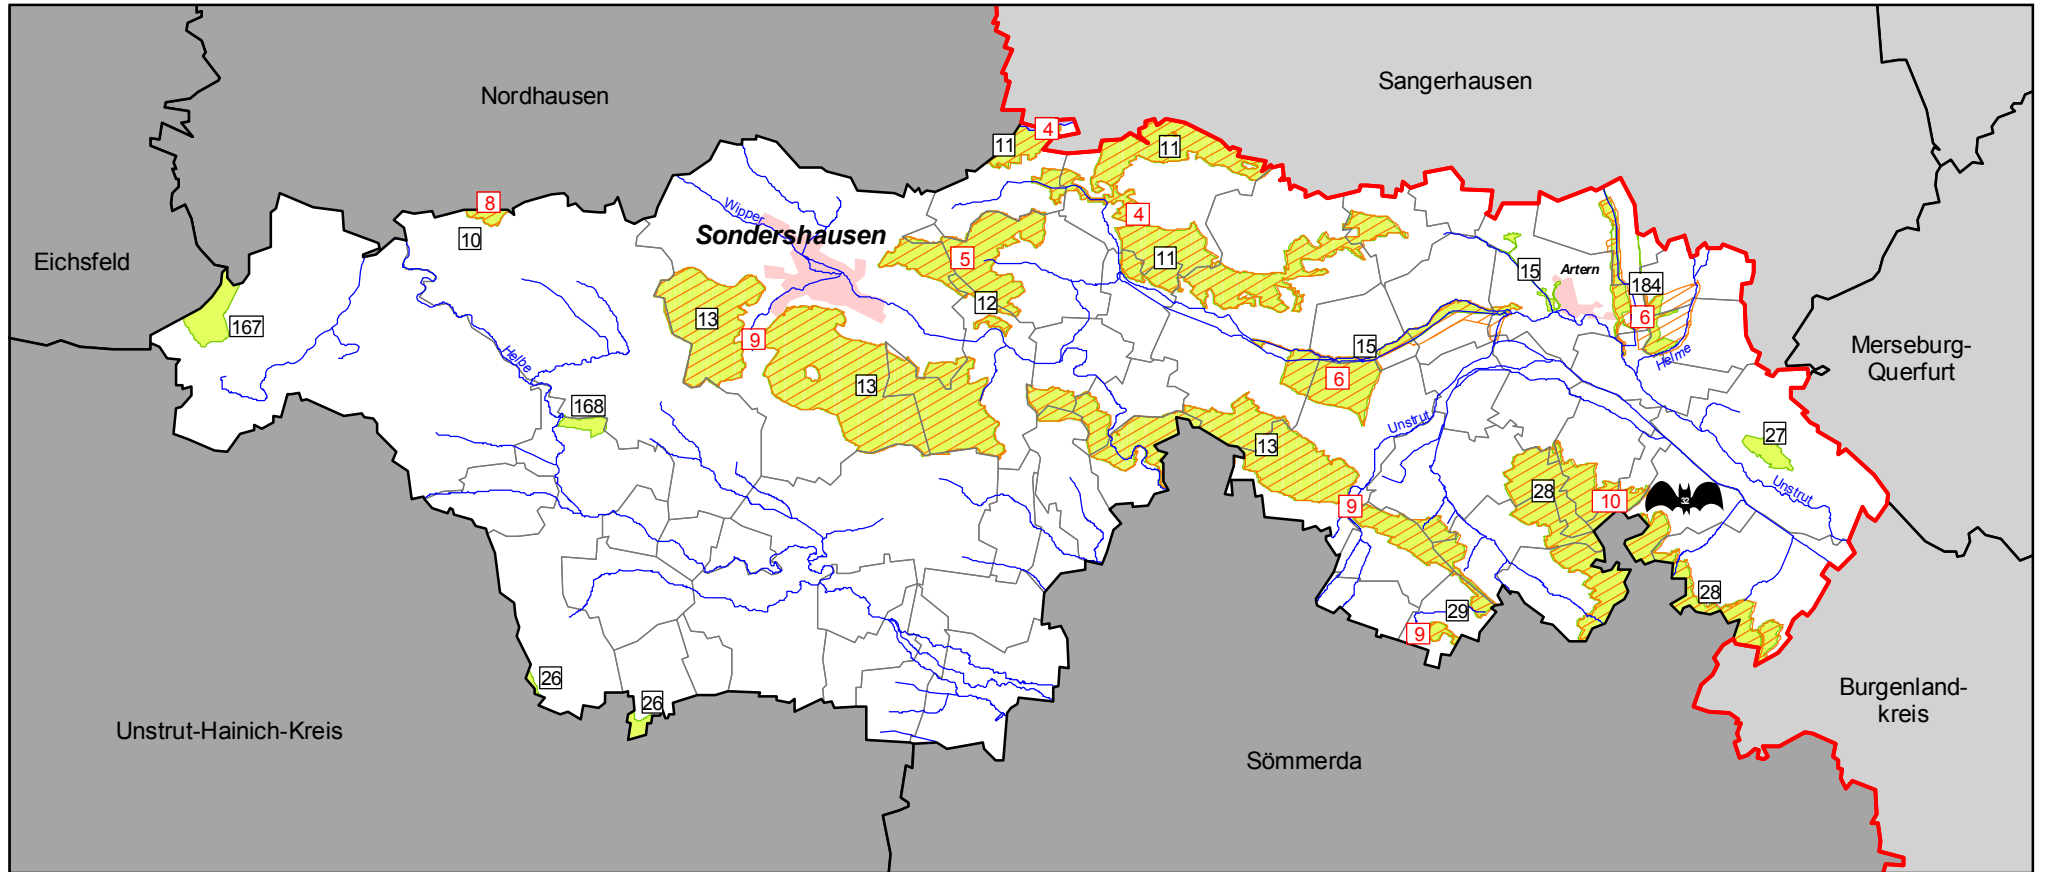 Nordhausen
Sangerhausen
4
11
11
8
Wipper
4
10
Sondershausen
5
11
Eichsfeld
15
Artern
184
12
167
13
6
9
15
Helbe
Helme
Merseburg-
Querfurt
13
6
168
Unstrut
27
13
28
Unstrut
10
32
9
28
29
9
26
26
Burgenland-
kreis
Unstrut-Hainich-Kreis
Sömmerda